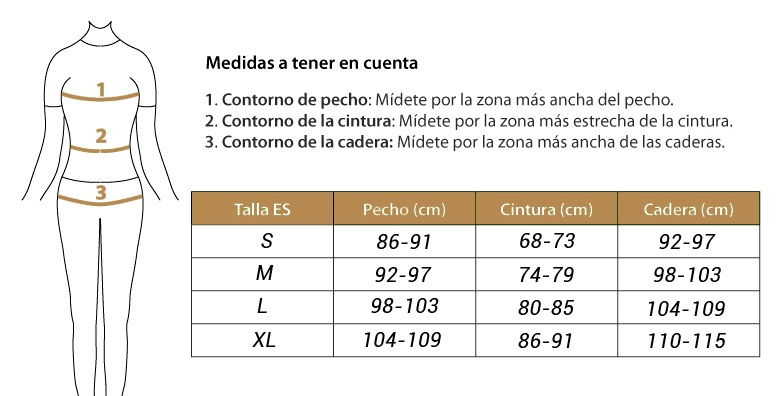 Medidas a tener en cuenta
1. Contorno de pecho: Mídete por la zona más ancha del pecho.
2. Contorno de la cintura: Mídete por la zona más estrecha de la cintura.
3. Contorno de la cadera: Mídete por la zona más ancha de las caderas.
1
2
3
Talla ES Pecho (cm) Cintura (cm) Cadera (cm)
S 86-91 68-73 92-97
M 92-97 74-79 98-103
L 98-103 80-85 104-109
XL 104-109 86-91 110-115